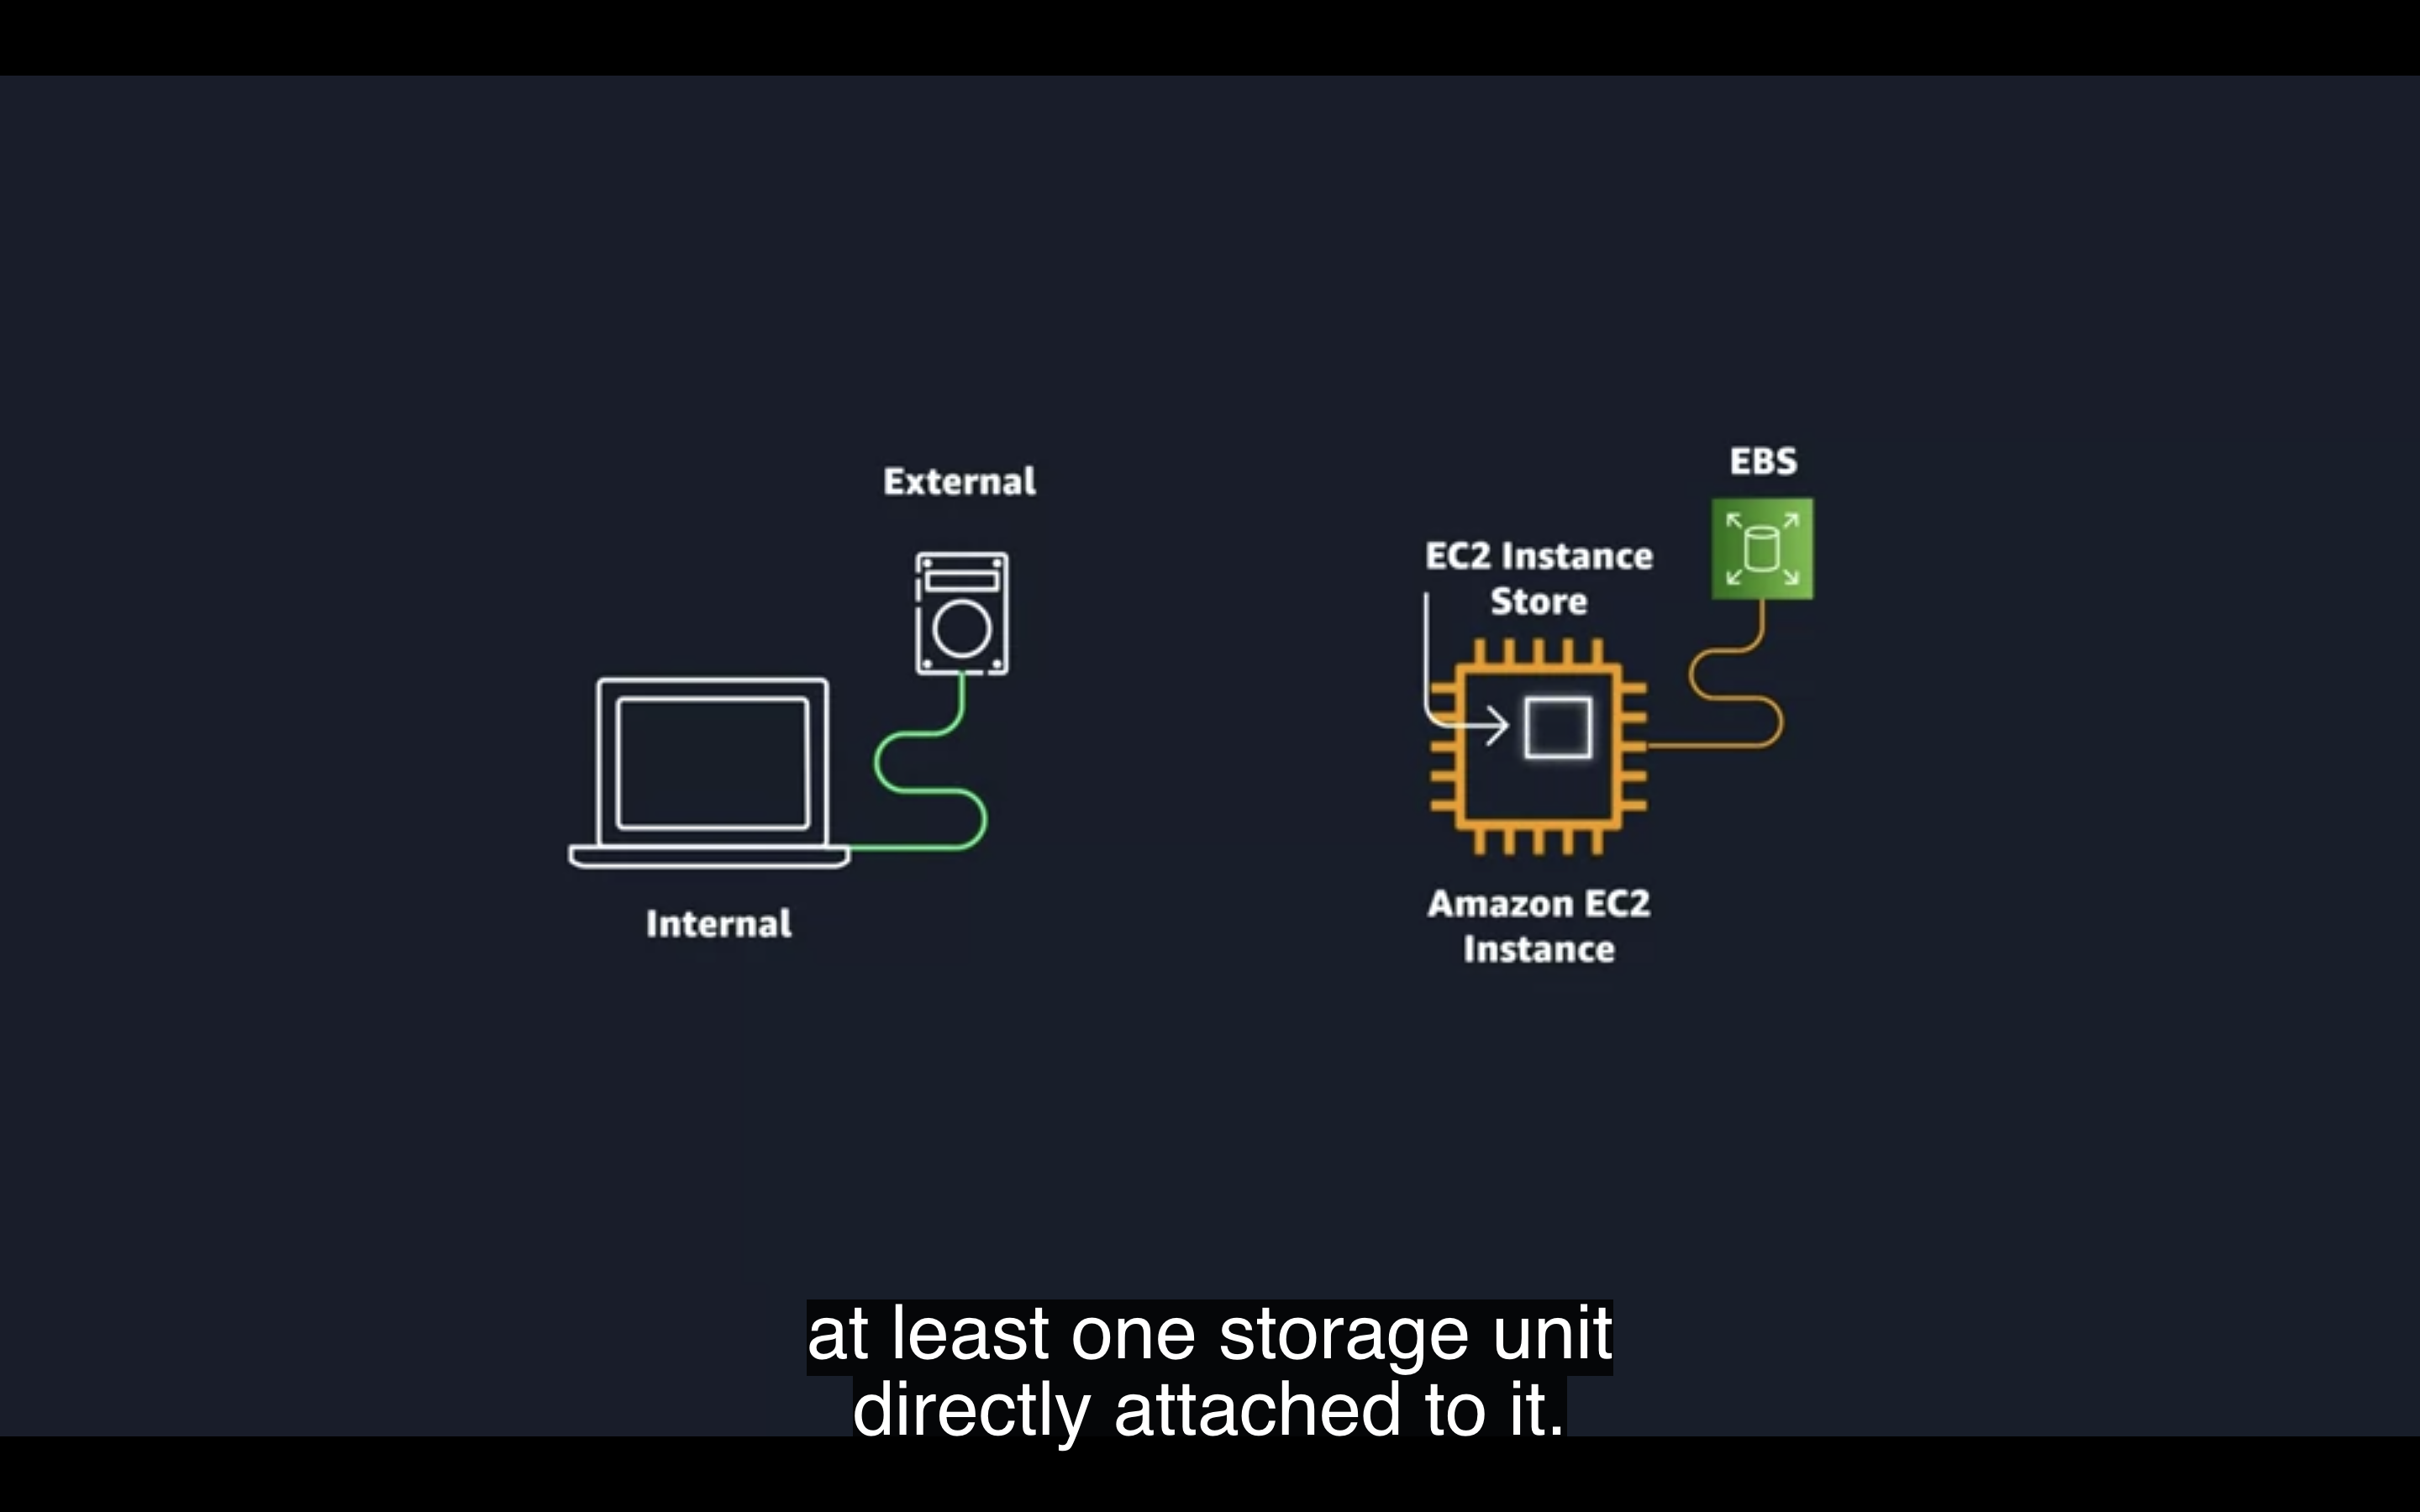 External
Internal
EBS
EC2 Instance
Store
Amazon EC2
Instance
at least one storage unit
directly attached to it.